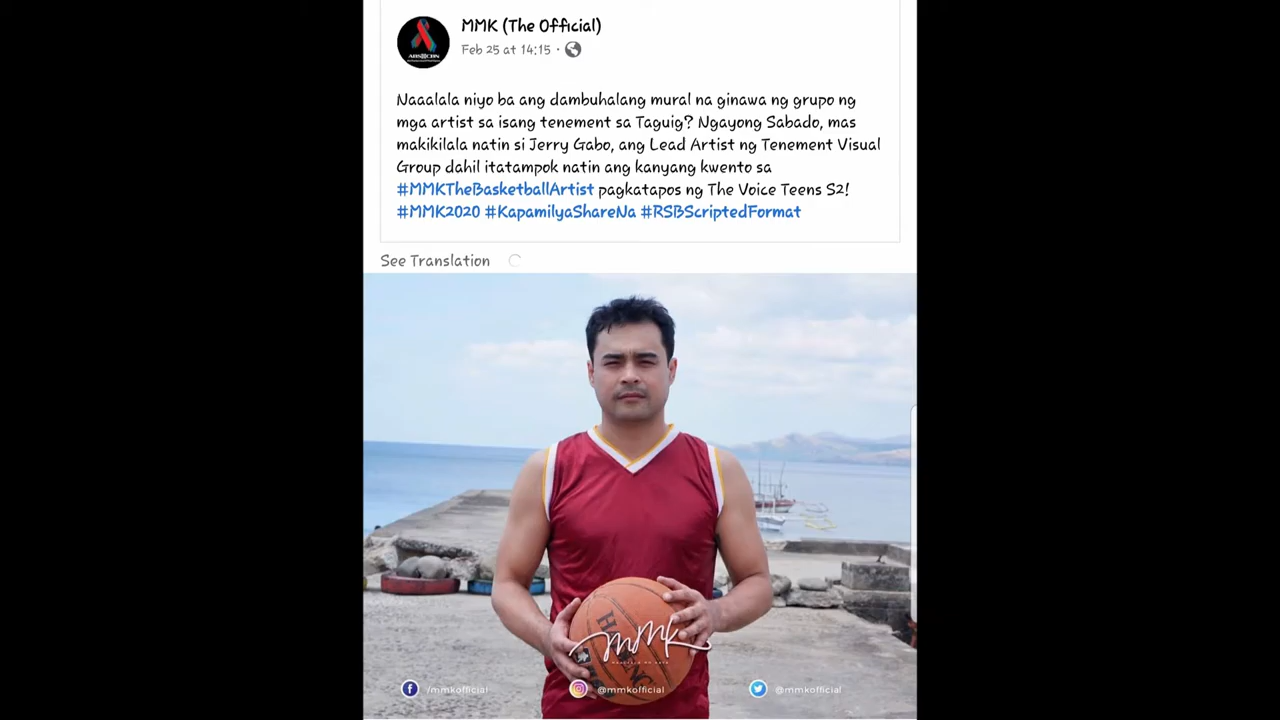 MMK (The Official)
Feb 25 at 14:15 ·
ABS CBN
Naaalala niyo ba ang dambuhalang mural na ginawa ng grupo ng
mga artist sa isang tenement sa Taguig? Ngayong Sabado, mas
makikilala natin si Jerry Gabo, ang Lead Artist ng Tenement Visual
Group dahil itatampok natin ang kanyang kwento sa
#MMKTheBasketballArtist pagkatapos ng The Voice Teens S2!
#MMK2020 #KapamilyaShareNa #RSBScriptedFormat
See Translation
mmk
/mmkofficial
@mmkofficial
@mmkofficial